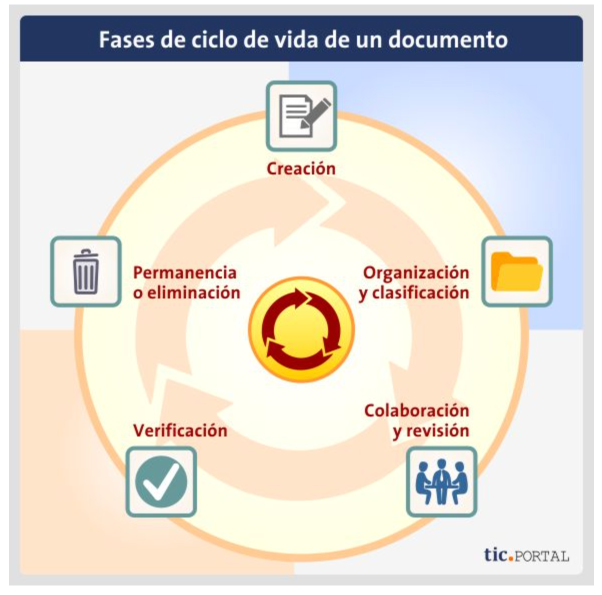 Fases de ciclo de vida de un documento
Creación
Organización
y clasificación
Colaboración
y revisión
Verificación
Permanencia
o eliminación
tic.PORTAL